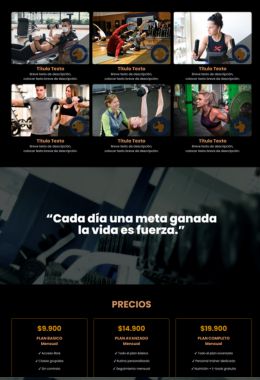 Título Texto
Título Texto
Título Texto
Breve texto de descripción,
colocar texto breve de descripción.
Breve texto de descripción,
colocar texto breve de descripción.
Breve texto de descripción,
colocar texto breve de descripción.
Título Texto
Título Texto
Título Texto
Breve texto de descripción,
colocar texto breve de descripción.
Breve texto de descripción,
colocar texto breve de descripción.
Breve texto de descripción,
colocar texto breve de descripción.
“Cada día una meta ganada
la vida es fuerza.”
PRECIOS
$9.900
PLAN BASICO
Mensual
✓ Acceso libre
✓ Clases grupales
✓ Sin contrato
$14.900
PLAN AVANZADO
Mensual
✓ Todo el plan Básico
✓ Rutina personalizada
✓ Seguimiento mensual
$19.900
PLAN COMPLETO
Mensual
✓ Todo el plan Avanzado
✓ Personal trainer dedicado